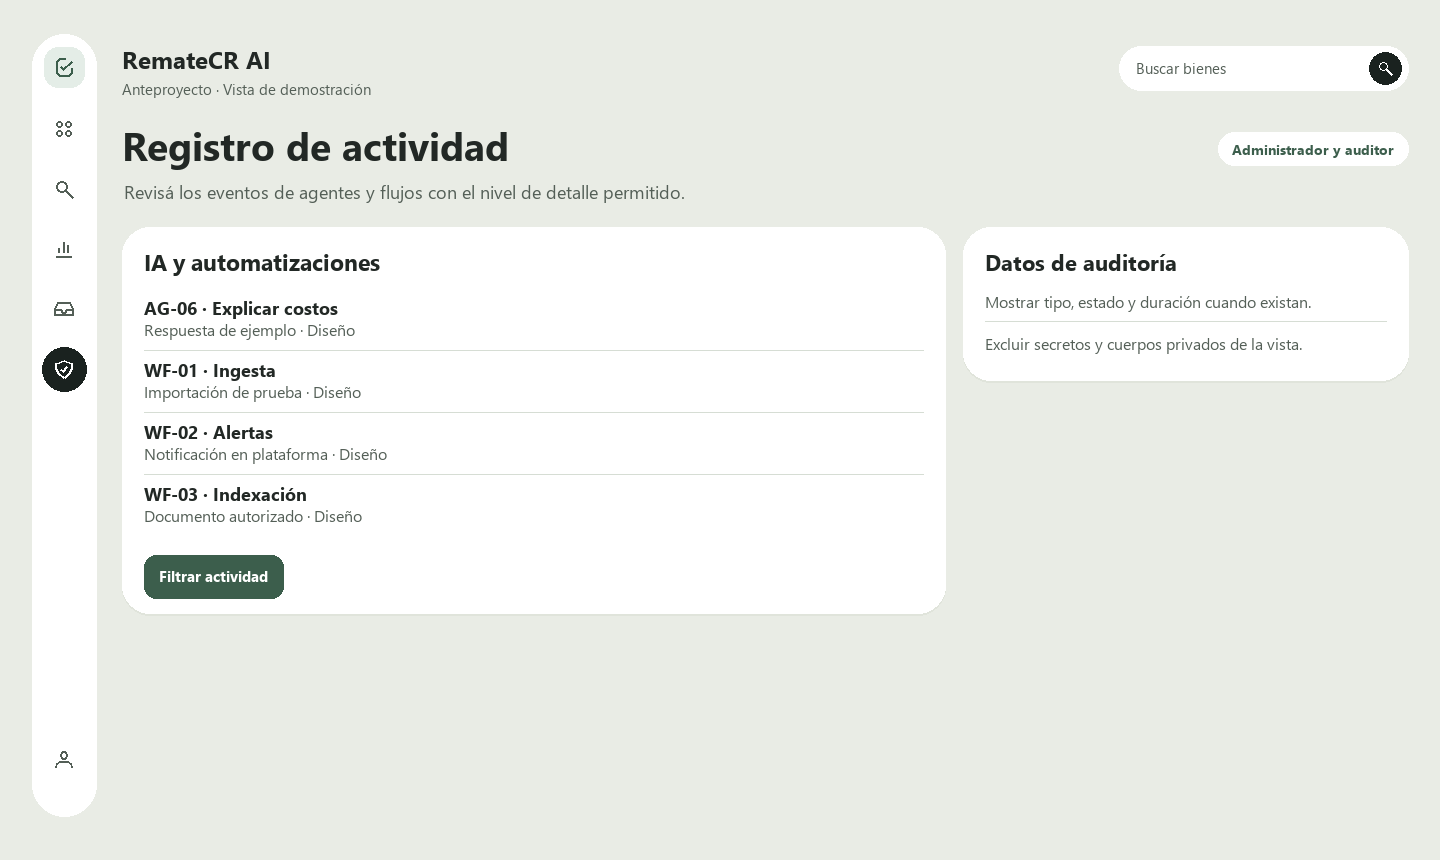 RemateCR AI
Anteproyecto · Vista de demostración
Buscar bienes
Registro de actividad
Administrador y auditor
Revisá los eventos de agentes y flujos con el nivel de detalle permitido.
IA y automatizaciones
AG-06 · Explicar costos
Respuesta de ejemplo · Diseño
WF-01 · Ingesta
Importación de prueba · Diseño
WF-02 · Alertas
Notificación en plataforma · Diseño
WF-03 · Indexación
Documento autorizado · Diseño
Filtrar actividad
Datos de auditoría
Mostrar tipo, estado y duración cuando existan.
Excluir secretos y cuerpos privados de la vista.